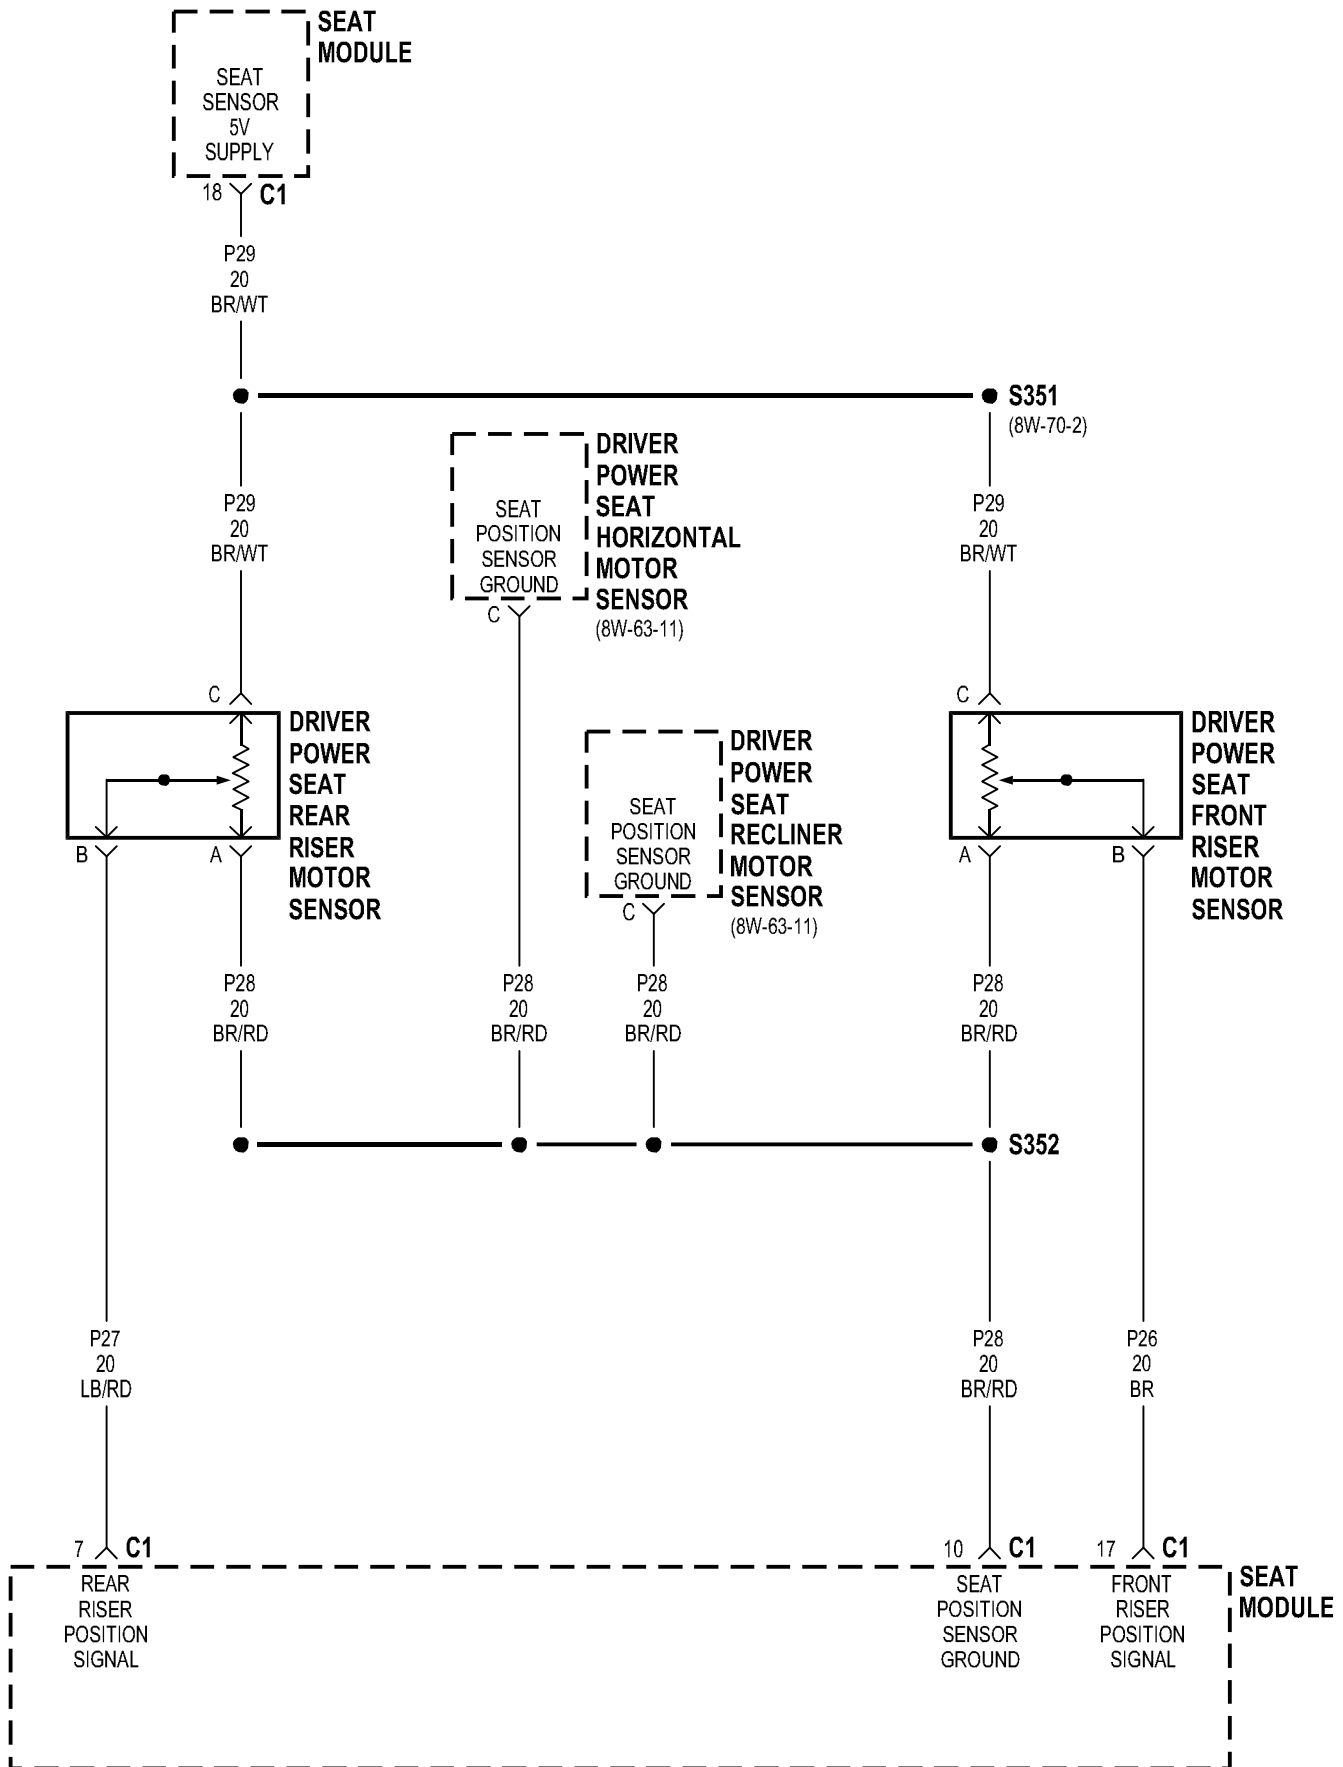 SEAT
MODULE
SEAT
SENSOR
5V
SUPPLY
18
C1
P29
20
BR/WT
S351
(8W-70-2)
P29
20
BR/WT
SEAT
POSITION
SENSOR
GROUND
C
DRIVER
POWER
SEAT
HORIZONTAL
MOTOR
SENSOR
(8W-63-11)
P29
20
BR/WT
C
DRIVER
POWER
SEAT
REAR
RISER
MOTOR
SENSOR
B
A
SEAT
POSITION
SENSOR
GROUND
C
DRIVER
POWER
SEAT
RECLINER
MOTOR
SENSOR
(8W-63-11)
C
DRIVER
POWER
SEAT
FRONT
RISER
MOTOR
SENSOR
A
B
P28
20
BR/RD
P28
20
BR/RD
P28
20
BR/RD
P28
20
BR/RD
S352
P27
20
LB/RD
P28
20
BR/RD
P26
20
BR
7
C1
10
C1
17
C1
REAR
RISER
POSITION
SIGNAL
SEAT
POSITION
SENSOR
GROUND
FRONT
RISER
POSITION
SIGNAL
SEAT
MODULE